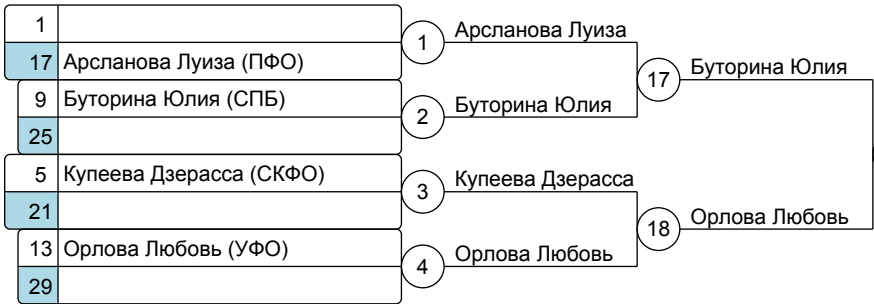 1
17 Арсланова Луиза (ПФО)
9 Буторина Юлия (СПБ)
25
5 Купеева Дзерасса (СКФО)
21
13 Орлова Любовь (УФО)
29
1 Арсланова Луиза
2 Буторина Юлия
3 Купеева Дзерасса
4 Орлова Любовь
17 Буторина Юлия
18 Орлова Любовь